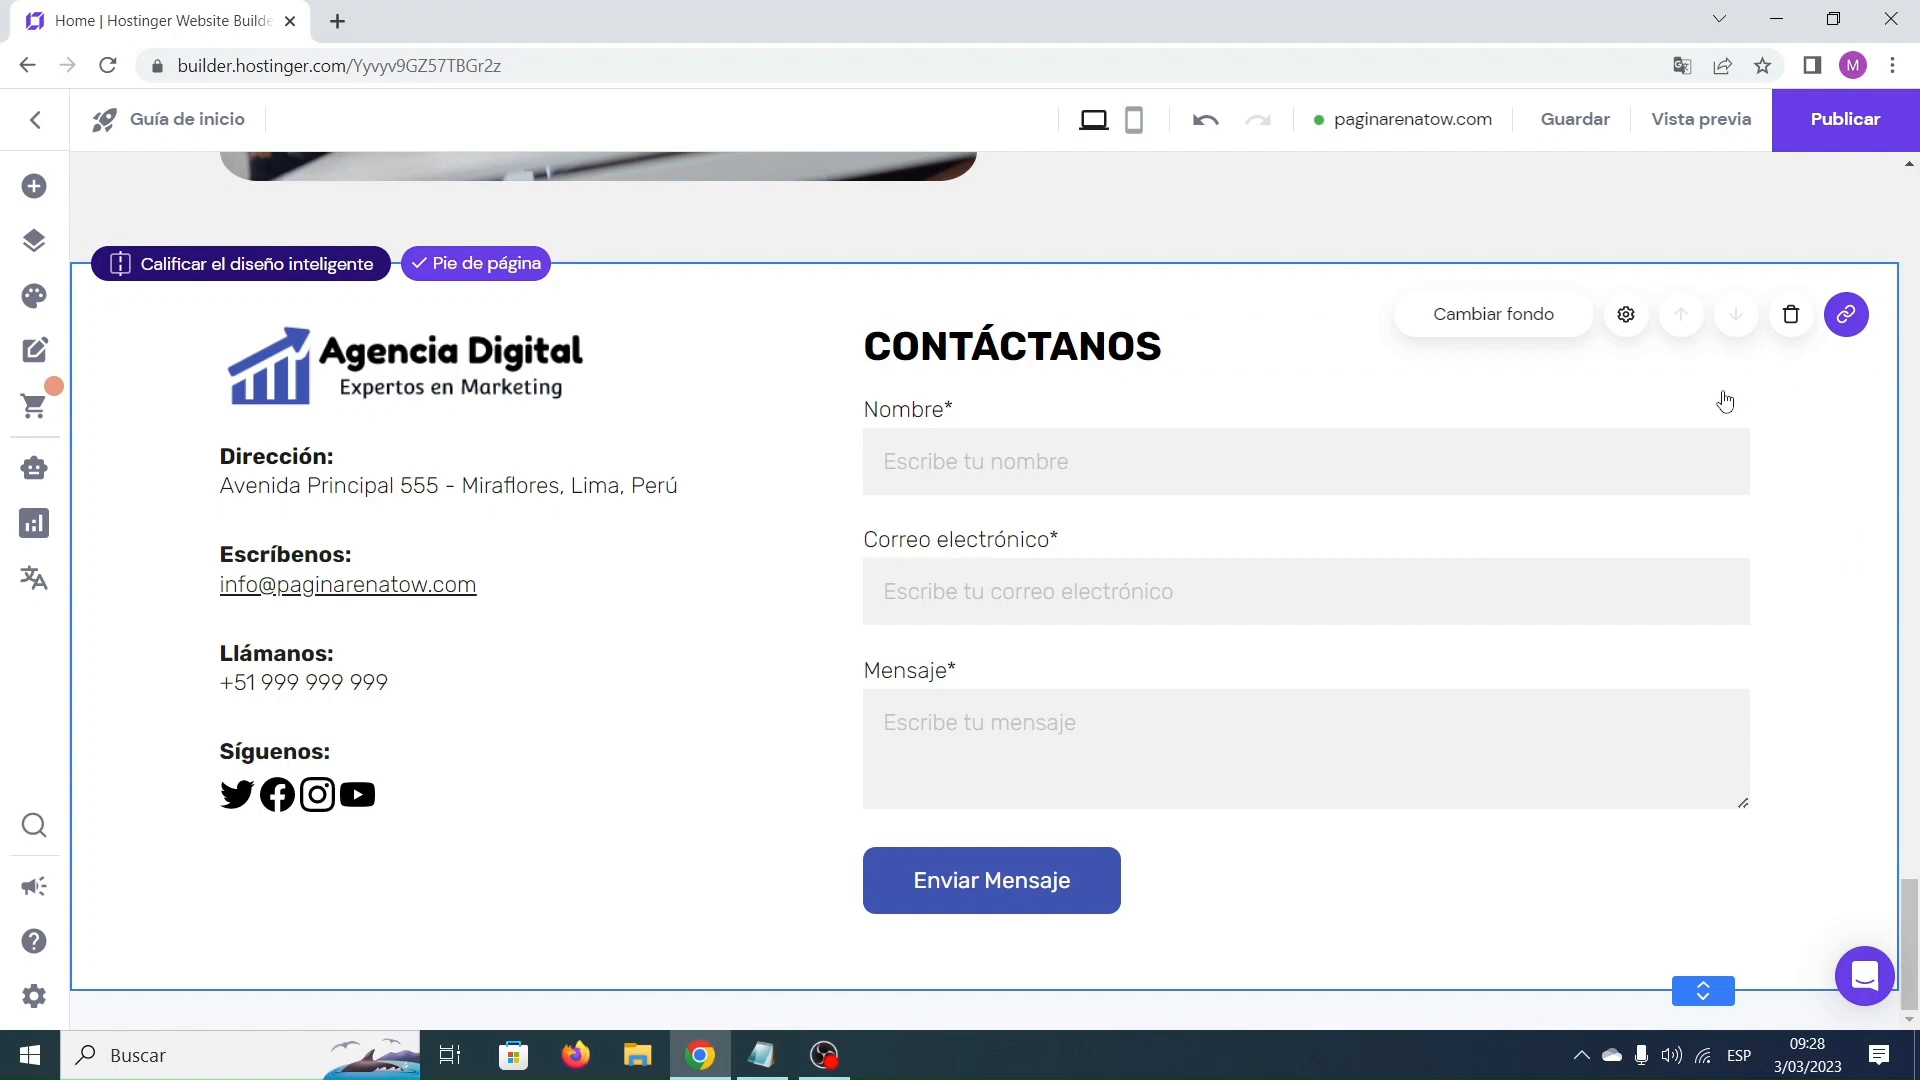 Home | Hostinger Website Builde
builder.hostinger.com/Yyvyv9GZ57TBGr2z
M
Guía de inicio
paginarenatow.com
Guardar
Vista previa
Publicar
Calificar el diseño inteligente
Pie de página
Cambiar fondo
Agencia Digital
Expertos en Marketing
Dirección:
Avenida Principal 555 - Miraflores, Lima, Perú
Escríbenos:
info@paginarenatow.com
Llámanos:
+51 999 999 999
Síguenos:
CONTÁCTANOS
Nombre*
Escribe tu nombre
Correo electrónico*
Escribe tu correo electrónico
Mensaje*
Escribe tu mensaje
Enviar Mensaje
Buscar
ESP
09:28
3/03/2023